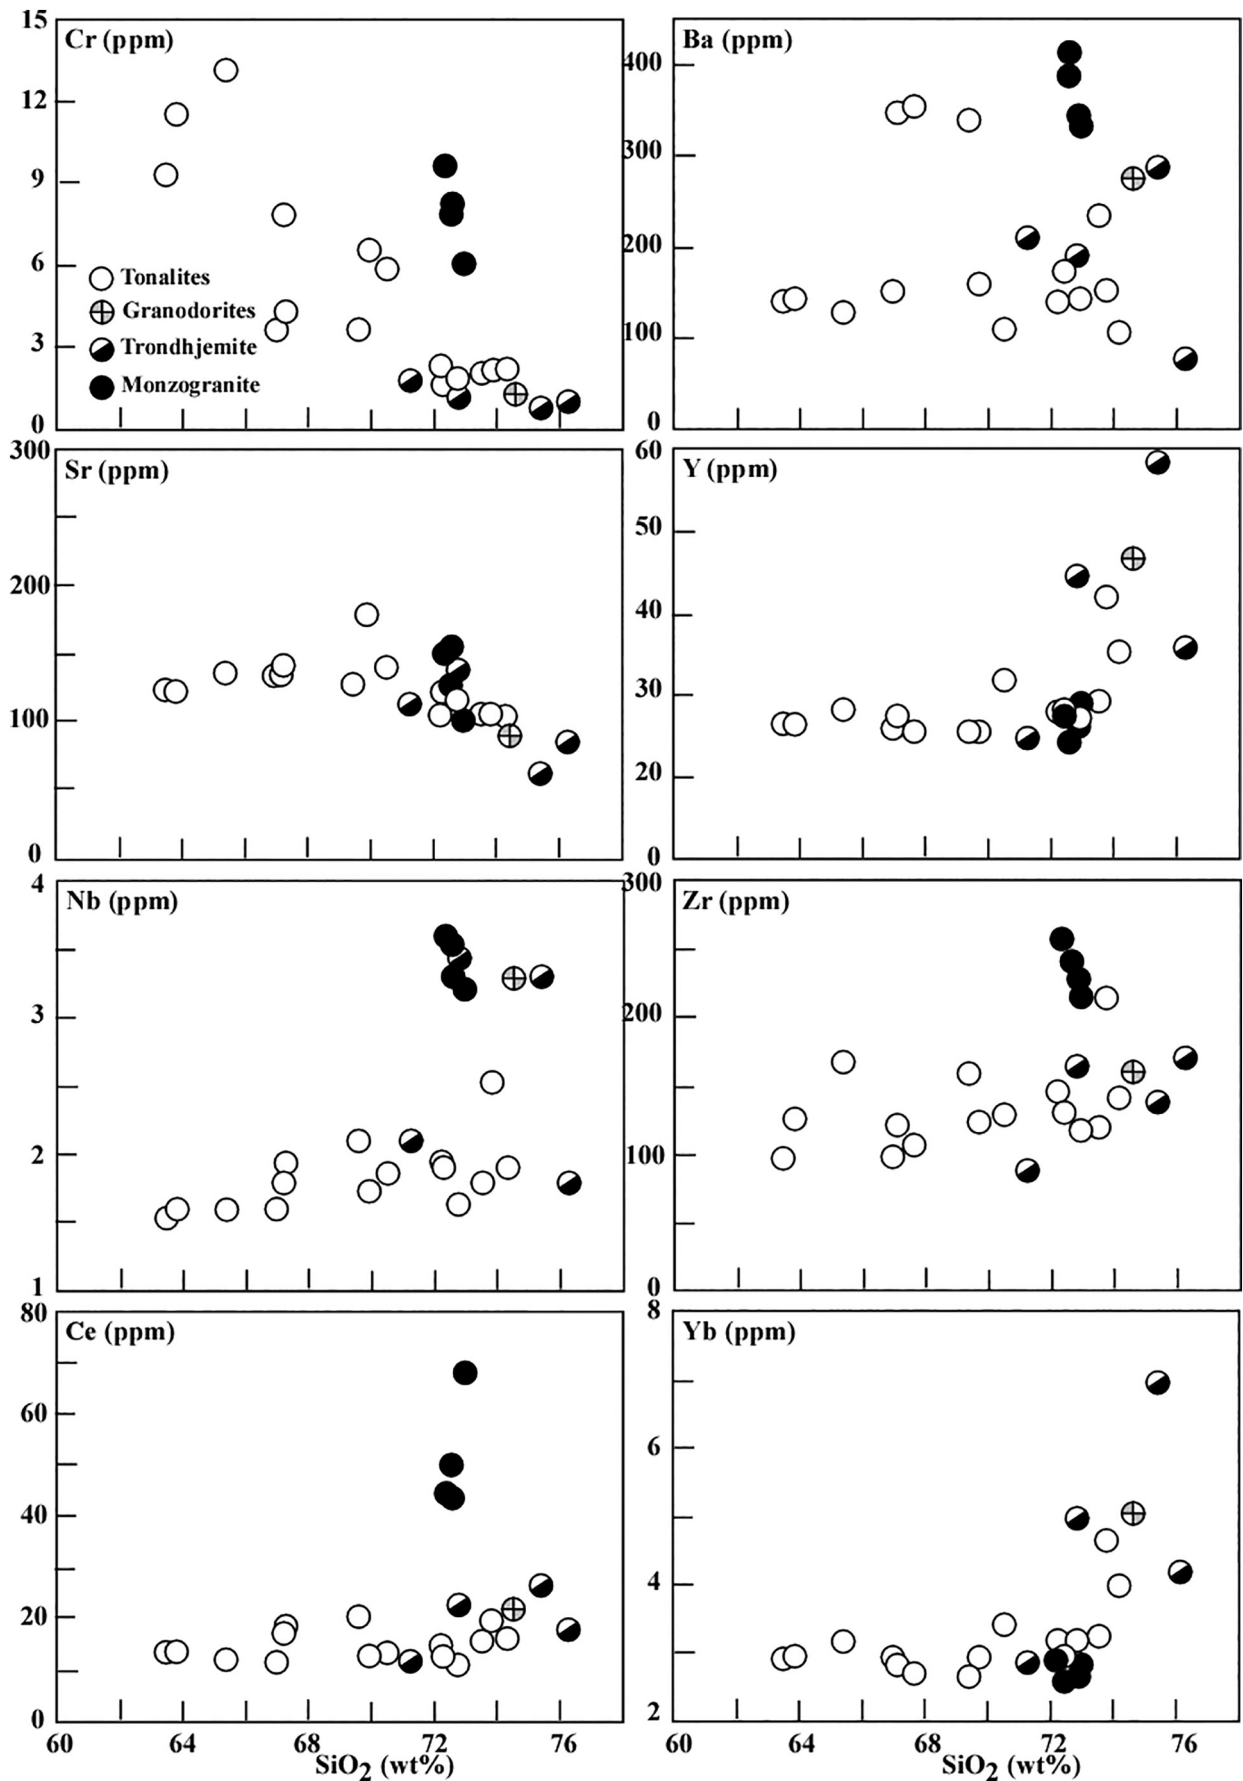 15
Cr (ppm)
12
9
6
3
0
Tonalites
Granodorites
Trondhjemite
Monzogranite
Ba (ppm)
400
300
200
100
0
300
Sr (ppm)
200
100
0
60
Y (ppm)
50
40
30
20
0
4
Nb (ppm)
3
2
1
300
Zr (ppm)
200
100
0
80
Ce (ppm)
60
40
20
0
60 64 68 72 76
SiO2 (wt%)
8
Yb (ppm)
6
4
2
60 64 68 72 76
SiO2 (wt%)